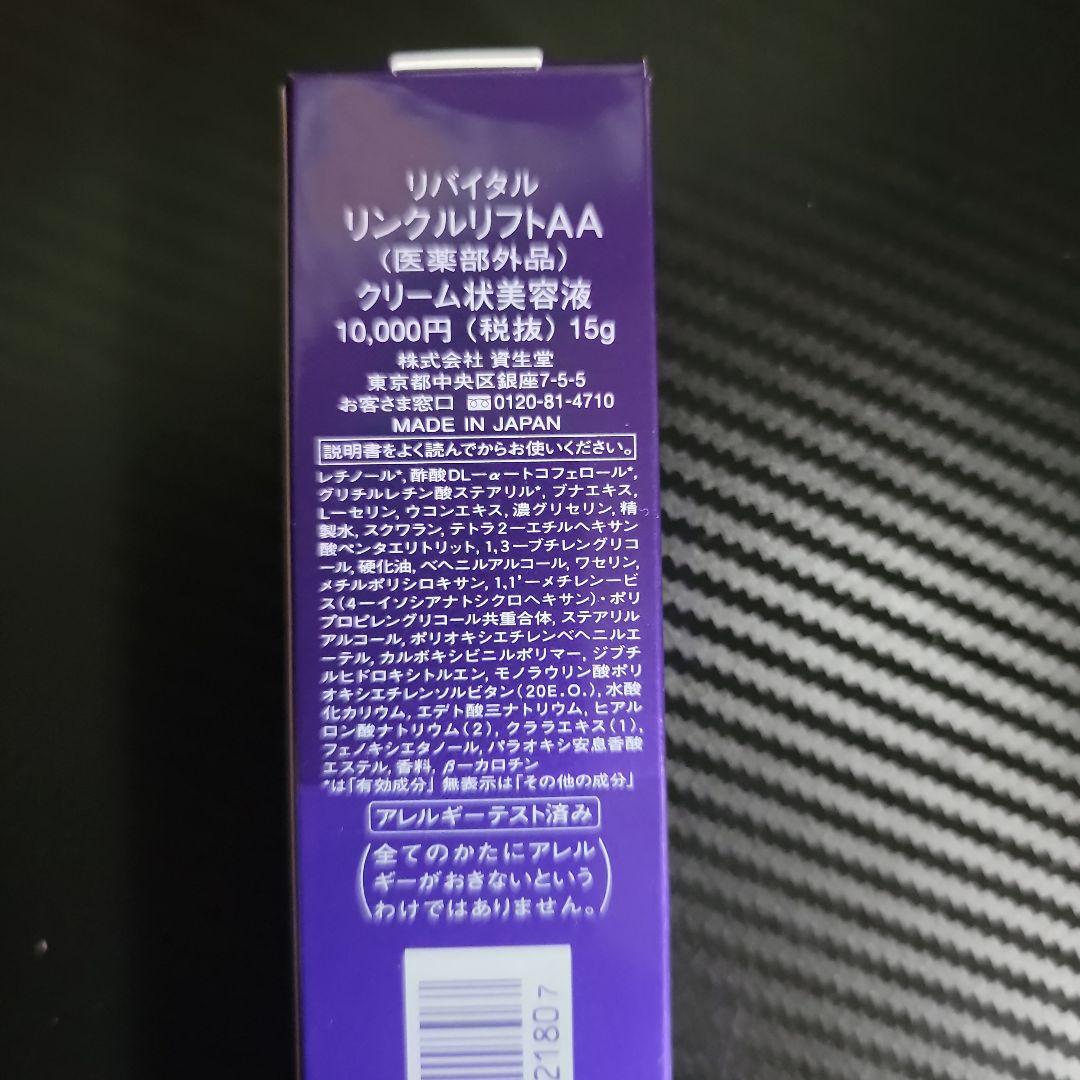 リバイタル
リンクルリフトAA
(医薬部外品)
クリーム状美容液
10,000円(税抜)15g
株式会社 資生堂
東京都中央区銀座7-5-5
お客さま窓口 0120-81-4710
MADE IN JAPAN
説明書をよく読んでからお使いください。
レチノール*, 酢酸DL−α−トコフェロール*,
グリチルレチン酸ステアリル*, ブナエキス,
L−セリン, ウコンエキス, 濃グリセリン, 精
製水, スクワラン, テトラ2−エチルヘキサン
酸ペンタエリトリット, 1,3−ブチレングリコ
ール, 硬化油, ベヘニルアルコール, ワセリン,
メチルポリシロキサン, 1,1'−メチレン−ビ
ス(4−イソシアナトシクロヘキサン)・ポリ
プロピレングリコール共重合体, ステアリル
アルコール, ポリオキシエチレンベヘニルエ
ーテル, カルボキシビニルポリマー, ジブチ
ルヒドロキシトルエン, モノラウリン酸ポリ
オキシエチレンソルビタン(20E.O.), 水酸
化カリウム, エデト酸三ナトリウム, ヒアル
ロン酸ナトリウム(2), クララエキス(1),
フェノキシエタノール, パラオキシ安息香酸
エステル, 香料, β−カロチン
*は「有効成分」無表示は「その他の成分」
アレルギーテスト済み
(全てのかたにアレル
ギーがおきないという
わけではありません。)
21807